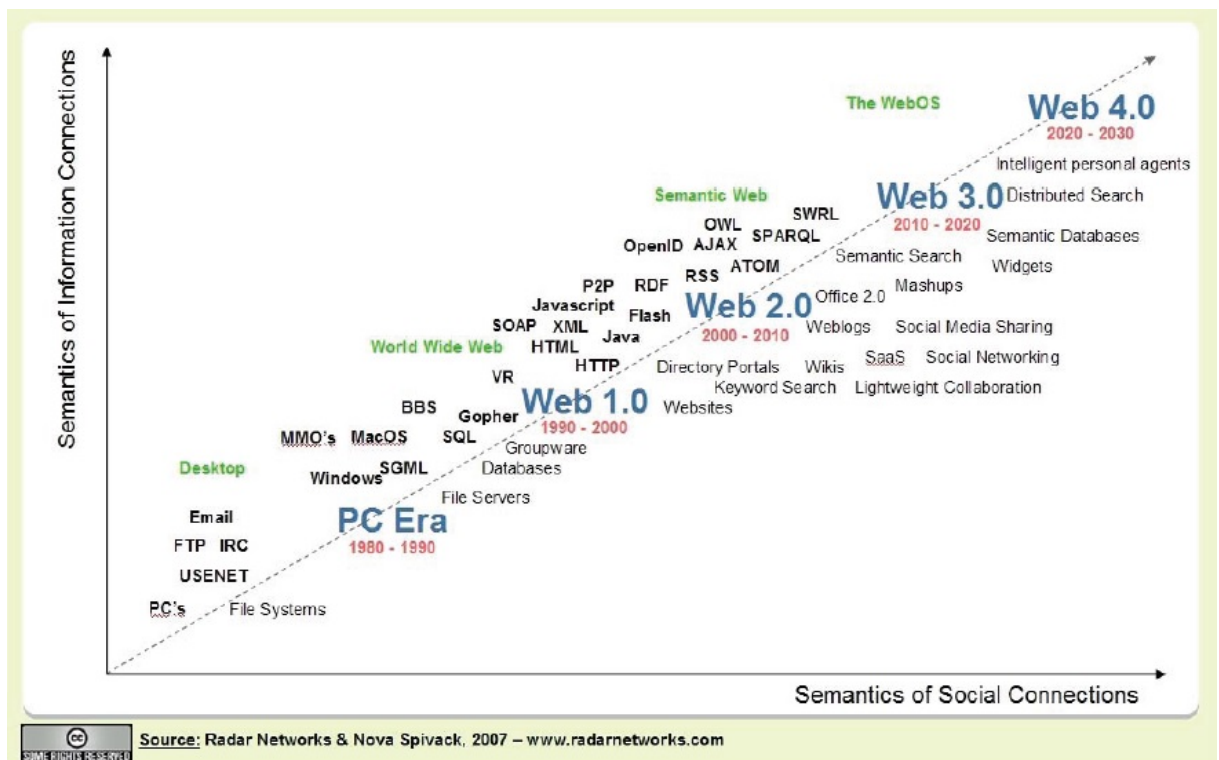 Semantics of Information Connections
The WebOS
Web 4.0
2020 - 2030
Intelligent personal agents
Semantic Web
Web 3.0
Distributed Search
2010 - 2020
SWRL
OWL
SPARQL
Semantic Databases
OpenID
AJAX
Semantic Search
Widgets
ATOM
RSS
P2P
RDF
Mashups
Office 2.0
Javascript
Web 2.0
Flash
2000 - 2010
SOAP
XML
Weblogs
Social Media Sharing
Java
World Wide Web
HTML
HTTP
Directory Portals
Wikis
SaaS
Social Networking
VR
Keyword Search
Lightweight Collaboration
BBS
Gopher
Web 1.0
Websites
1990 - 2000
MMO's
MacOS
SQL
Groupware
Desktop
Windows
SGML
Databases
File Servers
Email
PC Era
1980 - 1990
FTP
IRC
USENET
PC's
File Systems
Semantics of Social Connections
cc
SOME RIGHTS RESERVED
Source: Radar Networks & Nova Spivack, 2007 – www.radarnetworks.com